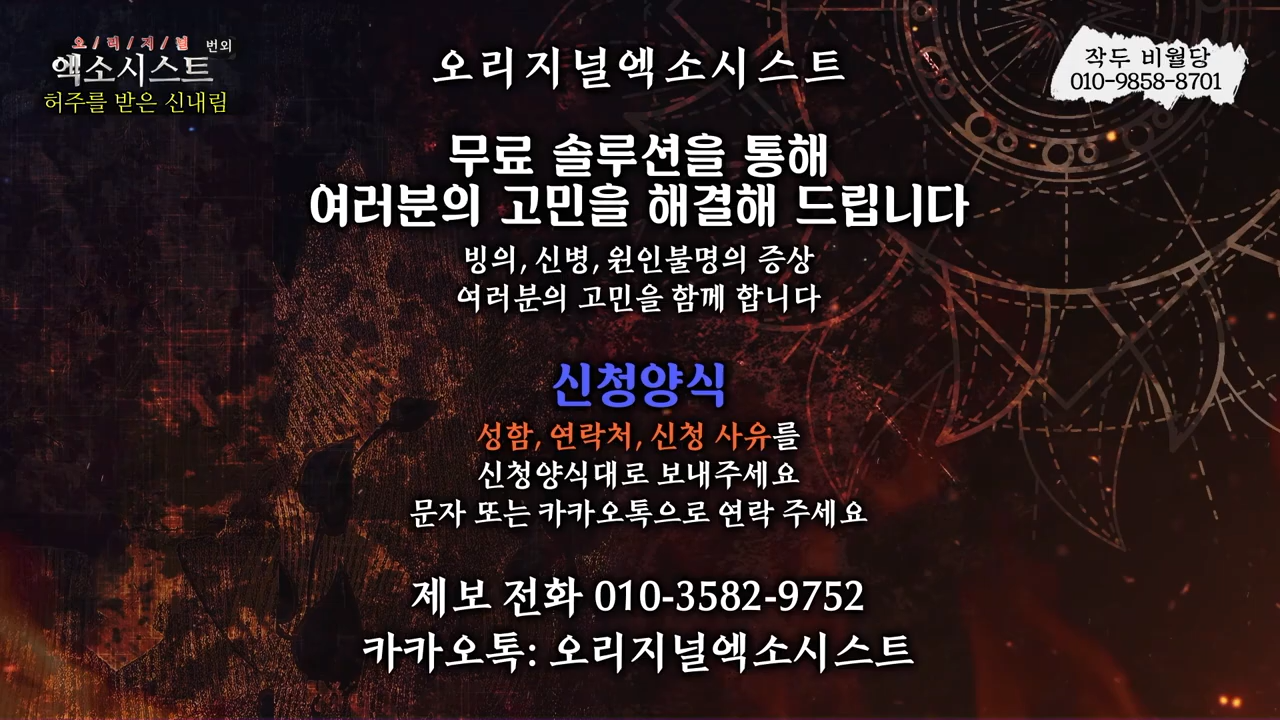 오/리/지/널 번외
엑소시스트
허주를 받은 신내림
오리지널엑소시스트
작두 비월당
010-9858-8701
무료 솔루션을 통해
여러분의 고민을 해결해 드립니다
빙의, 신병, 원인불명의 증상
여러분의 고민을 함께 합니다
신청양식
성함, 연락처, 신청 사유를
신청양식대로 보내주세요
문자 또는 카카오톡으로 연락 주세요
제보 전화 010-3582-9752
카카오톡: 오리지널엑소시스트